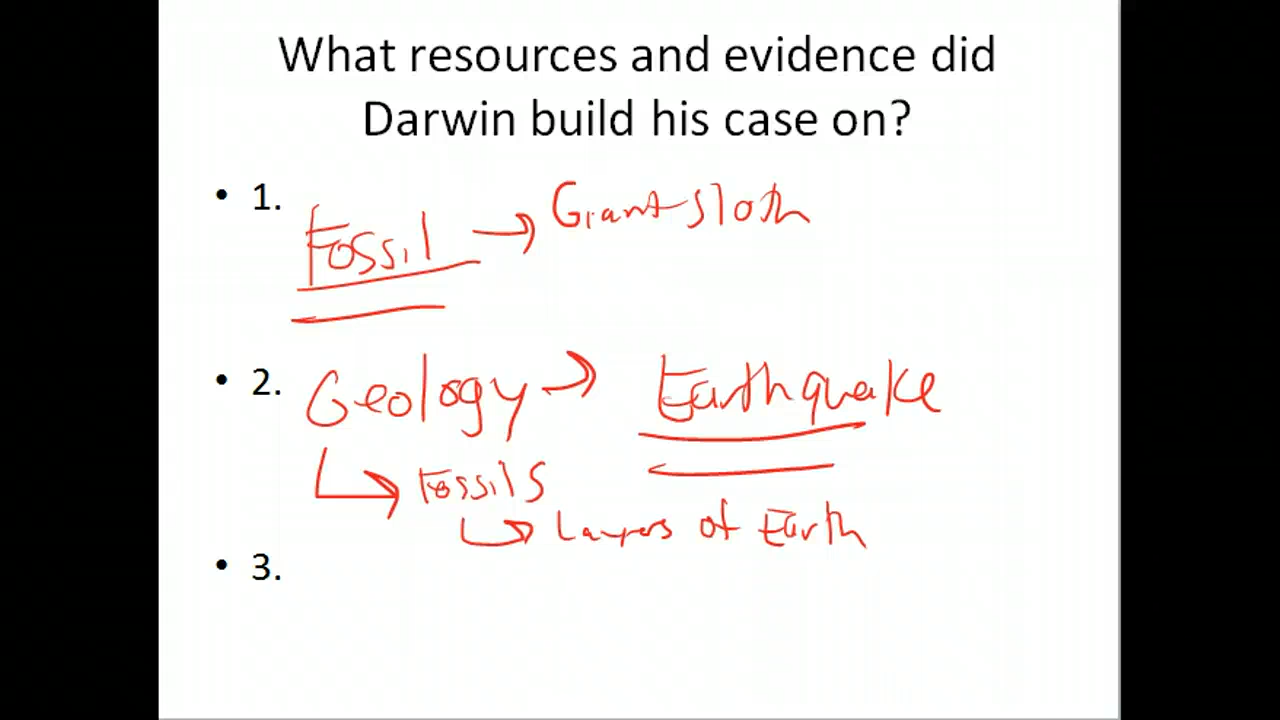 What resources and evidence did
Darwin build his case on?
• 1.
Fossil → Giant Sloth
• 2. Geology → Earthquake
→ Fossils
→ Layers of Earth
• 3.